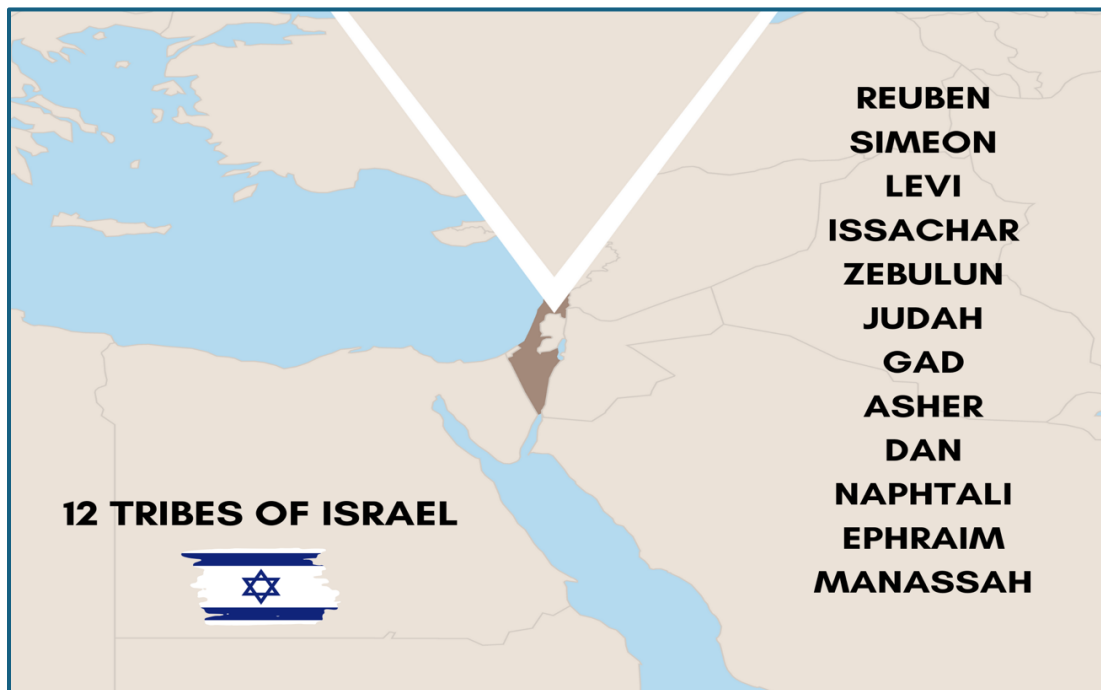 REUBEN
SIMEON
LEVI
ISSACHAR
ZEBULUN
JUDAH
GAD
ASHER
DAN
NAPHTALI
EPHRAIM
MANASSAH
12 TRIBES OF ISRAEL